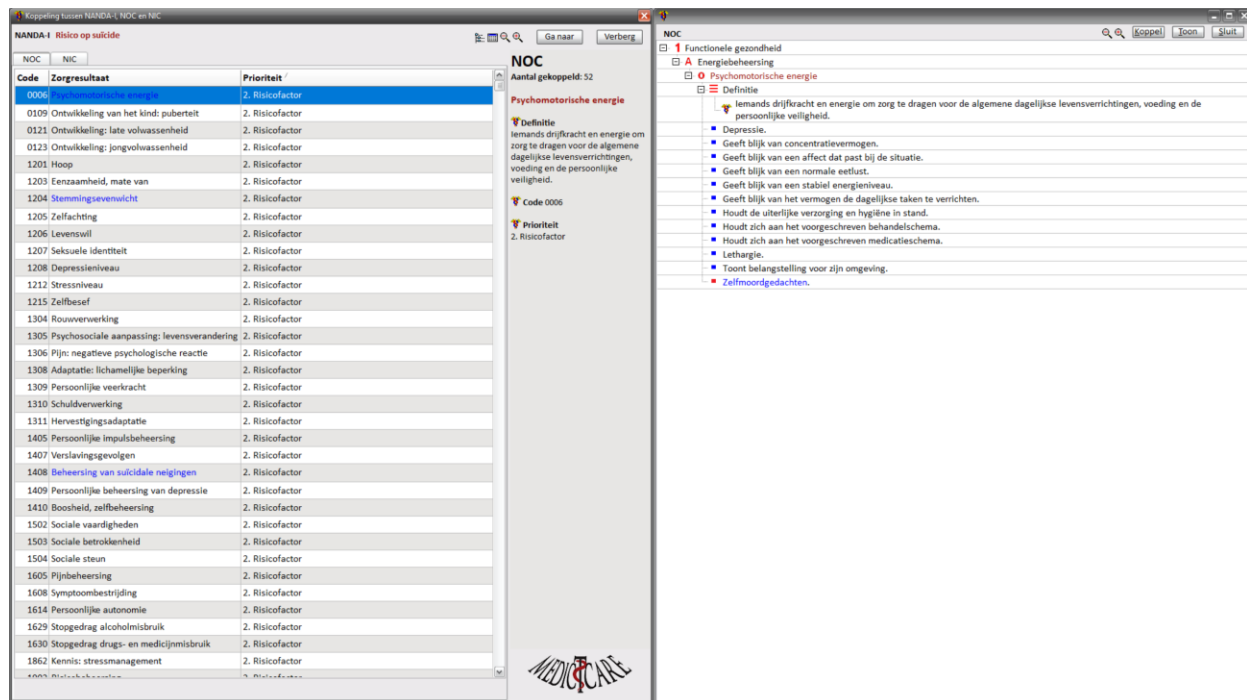 Koppeling tussen NANDA-I, NOC en NIC
NANDA-I Risico op suïcide
Ga naar
Verberg
NOC NIC
Code Zorgresultaat Prioriteit
0006 Psychomotorische energie 2. Risicofactor
0109 Ontwikkeling van het kind: puberteit 2. Risicofactor
0121 Ontwikkeling: late volwassenheid 2. Risicofactor
0123 Ontwikkeling: jongvolwassenheid 2. Risicofactor
1201 Hoop 2. Risicofactor
1203 Eenzaamheid, mate van 2. Risicofactor
1204 Stemmingsevenwicht 2. Risicofactor
1205 Zelfachting 2. Risicofactor
1206 Levenswil 2. Risicofactor
1207 Seksuele identiteit 2. Risicofactor
1208 Depressieniveau 2. Risicofactor
1212 Stressniveau 2. Risicofactor
1215 Zelfbesef 2. Risicofactor
1304 Rouwverwerking 2. Risicofactor
1305 Psychosociale aanpassing: levensverandering 2. Risicofactor
1306 Pijn: negatieve psychologische reactie 2. Risicofactor
1308 Adaptatie: lichamelijke beperking 2. Risicofactor
1309 Persoonlijke veerkracht 2. Risicofactor
1310 Schuldverwerking 2. Risicofactor
1311 Hervestigingsadaptatie 2. Risicofactor
1405 Persoonlijke impulsbeheersing 2. Risicofactor
1407 Verslavingsgevolgen 2. Risicofactor
1408 Beheersing van suïcidale neigingen 2. Risicofactor
1409 Persoonlijke beheersing van depressie 2. Risicofactor
1410 Boosheid, zelfbeheersing 2. Risicofactor
1502 Sociale vaardigheden 2. Risicofactor
1503 Sociale betrokkenheid 2. Risicofactor
1504 Sociale steun 2. Risicofactor
1605 Pijnbeheersing 2. Risicofactor
1608 Symptoombestrijding 2. Risicofactor
1614 Persoonlijke autonomie 2. Risicofactor
1629 Stopgedrag alcoholmisbruik 2. Risicofactor
1630 Stopgedrag drugs- en medicijnmisbruik 2. Risicofactor
1862 Kennis: stressmanagement 2. Risicofactor
NOC
Aantal gekoppeld: 52
Psychomotorische energie
Definitie
Iemands drijfkracht en energie om
zorg te dragen voor de algemene
dagelijkse levensverrichtingen,
voeding en de persoonlijke
veiligheid.
Code 0006
Prioriteit
2. Risicofactor
MEDICTCARE
NOC
Koppel
Toon
Sluit
1 Functionele gezondheid
A Energiebeheersing
O Psychomotorische energie
Definitie
Iemands drijfkracht en energie om zorg te dragen voor de algemene dagelijkse levensverrichtingen, voeding en de
persoonlijke veiligheid.
Depressie.
Geeft blijk van concentratievermogen.
Geeft blijk van een affect dat past bij de situatie.
Geeft blijk van een normale eetlust.
Geeft blijk van een stabiel energieniveau.
Geeft blijk van het vermogen de dagelijkse taken te verrichten.
Houdt de uiterlijke verzorging en hygiëne in stand.
Houdt zich aan het voorgeschreven behandelschema.
Houdt zich aan het voorgeschreven medicatieschema.
Lethargie.
Toont belangstelling voor zijn omgeving.
Zelfmoordgedachten.